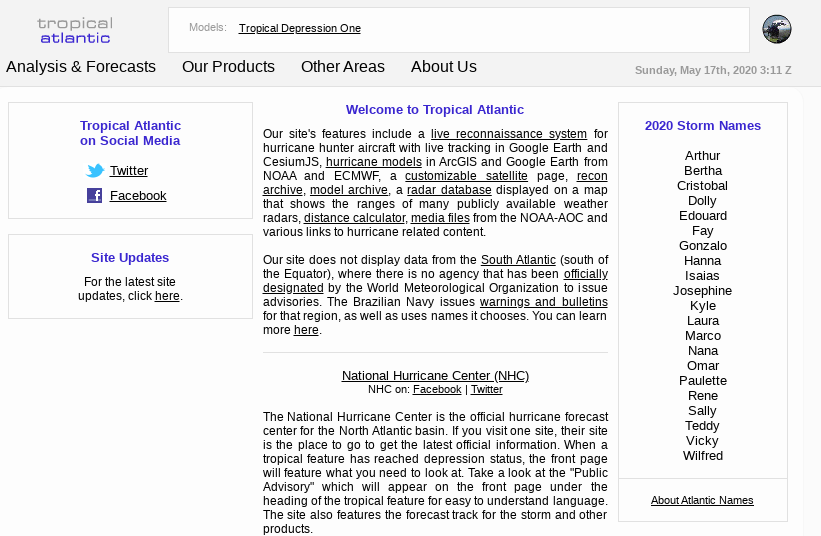 tropical
atlantic
Models: Tropical Depression One
Analysis & Forecasts Our Products Other Areas About Us
Sunday, May 17th, 2020 3:11 Z
Tropical Atlantic
on Social Media
Twitter
Facebook
Site Updates
For the latest site
updates, click here.
Welcome to Tropical Atlantic
Our site's features include a live reconnaissance system for
hurricane hunter aircraft with live tracking in Google Earth and
CesiumJS, hurricane models in ArcGIS and Google Earth from
NOAA and ECMWF, a customizable satellite page, recon
archive, model archive, a radar database displayed on a map
that shows the ranges of many publicly available weather
radars, distance calculator, media files from the NOAA-AOC and
various links to hurricane related content.
Our site does not display data from the South Atlantic (south of
the Equator), where there is no agency that has been officially
designated by the World Meteorological Organization to issue
advisories. The Brazilian Navy issues warnings and bulletins
for that region, as well as uses names it chooses. You can learn
more here.
National Hurricane Center (NHC)
NHC on: Facebook | Twitter
The National Hurricane Center is the official hurricane forecast
center for the North Atlantic basin. If you visit one site, their site
is the place to go to get the latest official information. When a
tropical feature has reached depression status, the front page
will feature what you need to look at. Take a look at the "Public
Advisory" which will appear on the front page under the
heading of the tropical feature for easy to understand language.
The site also features the forecast track for the storm and other
products.
2020 Storm Names
Arthur
Bertha
Cristobal
Dolly
Edouard
Fay
Gonzalo
Hanna
Isaias
Josephine
Kyle
Laura
Marco
Nana
Omar
Paulette
Rene
Sally
Teddy
Vicky
Wilfred
About Atlantic Names